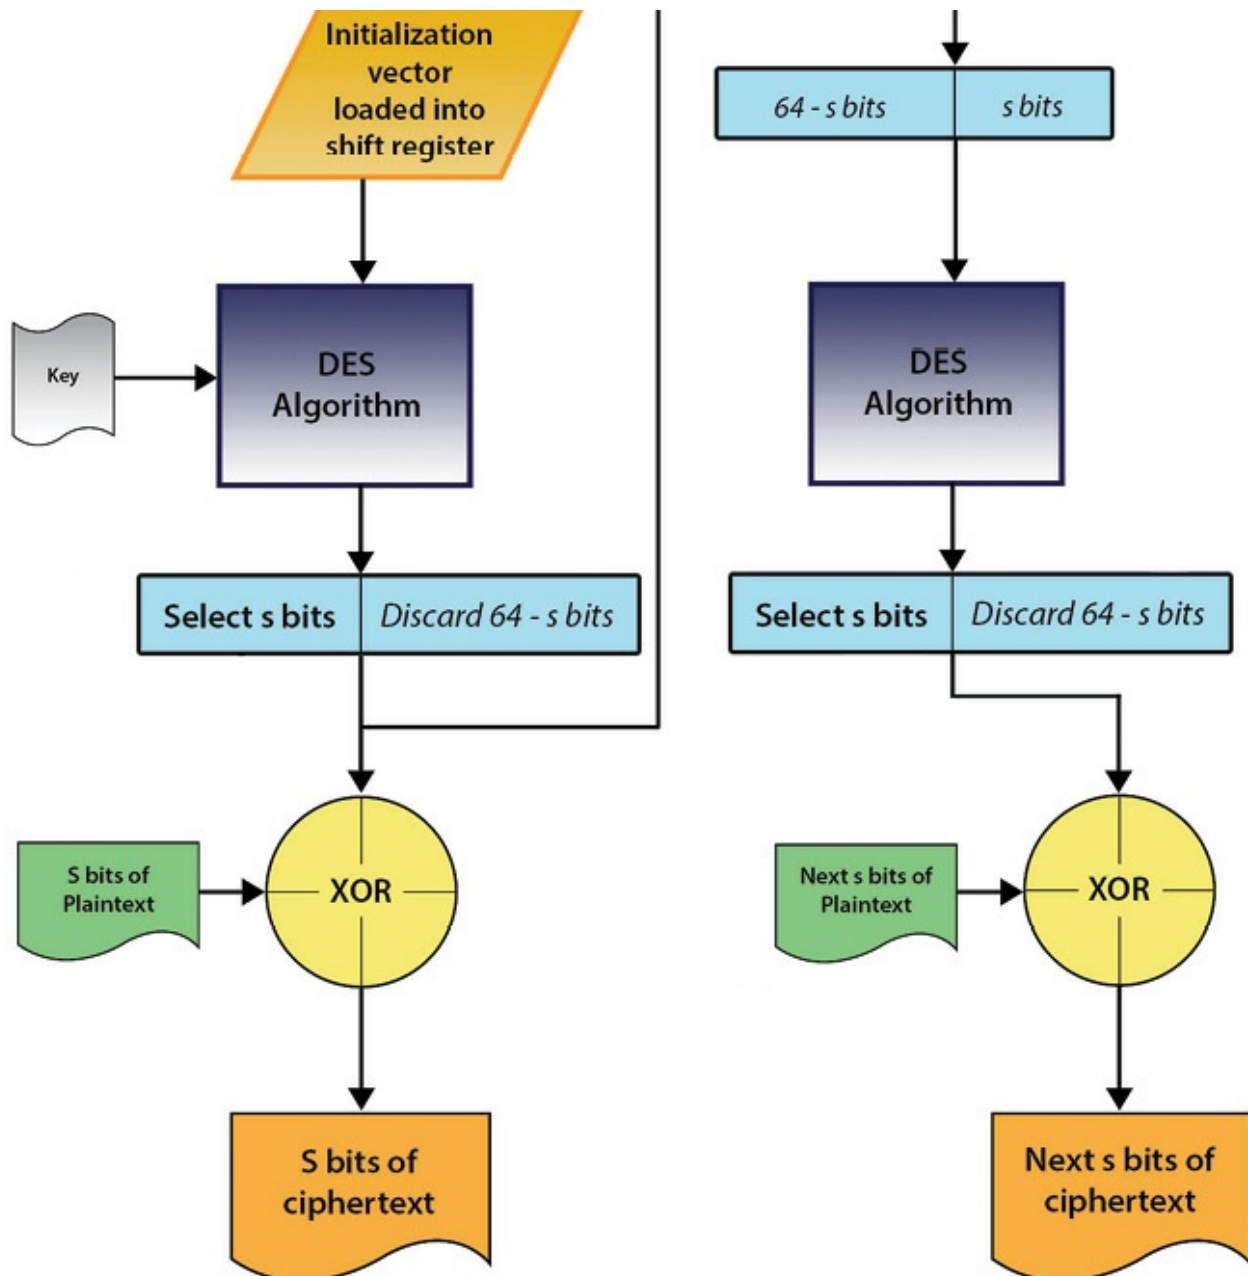 Initialization
vector
loaded into
shift register
64 - s bits
s bits
Key
DES
Algorithm
DES
Algorithm
Select s bits
Discard 64 - s bits
Select s bits
Discard 64 - s bits
S bits of
Plaintext
XOR
Next s bits of
Plaintext
XOR
S bits of
ciphertext
Next s bits of
ciphertext